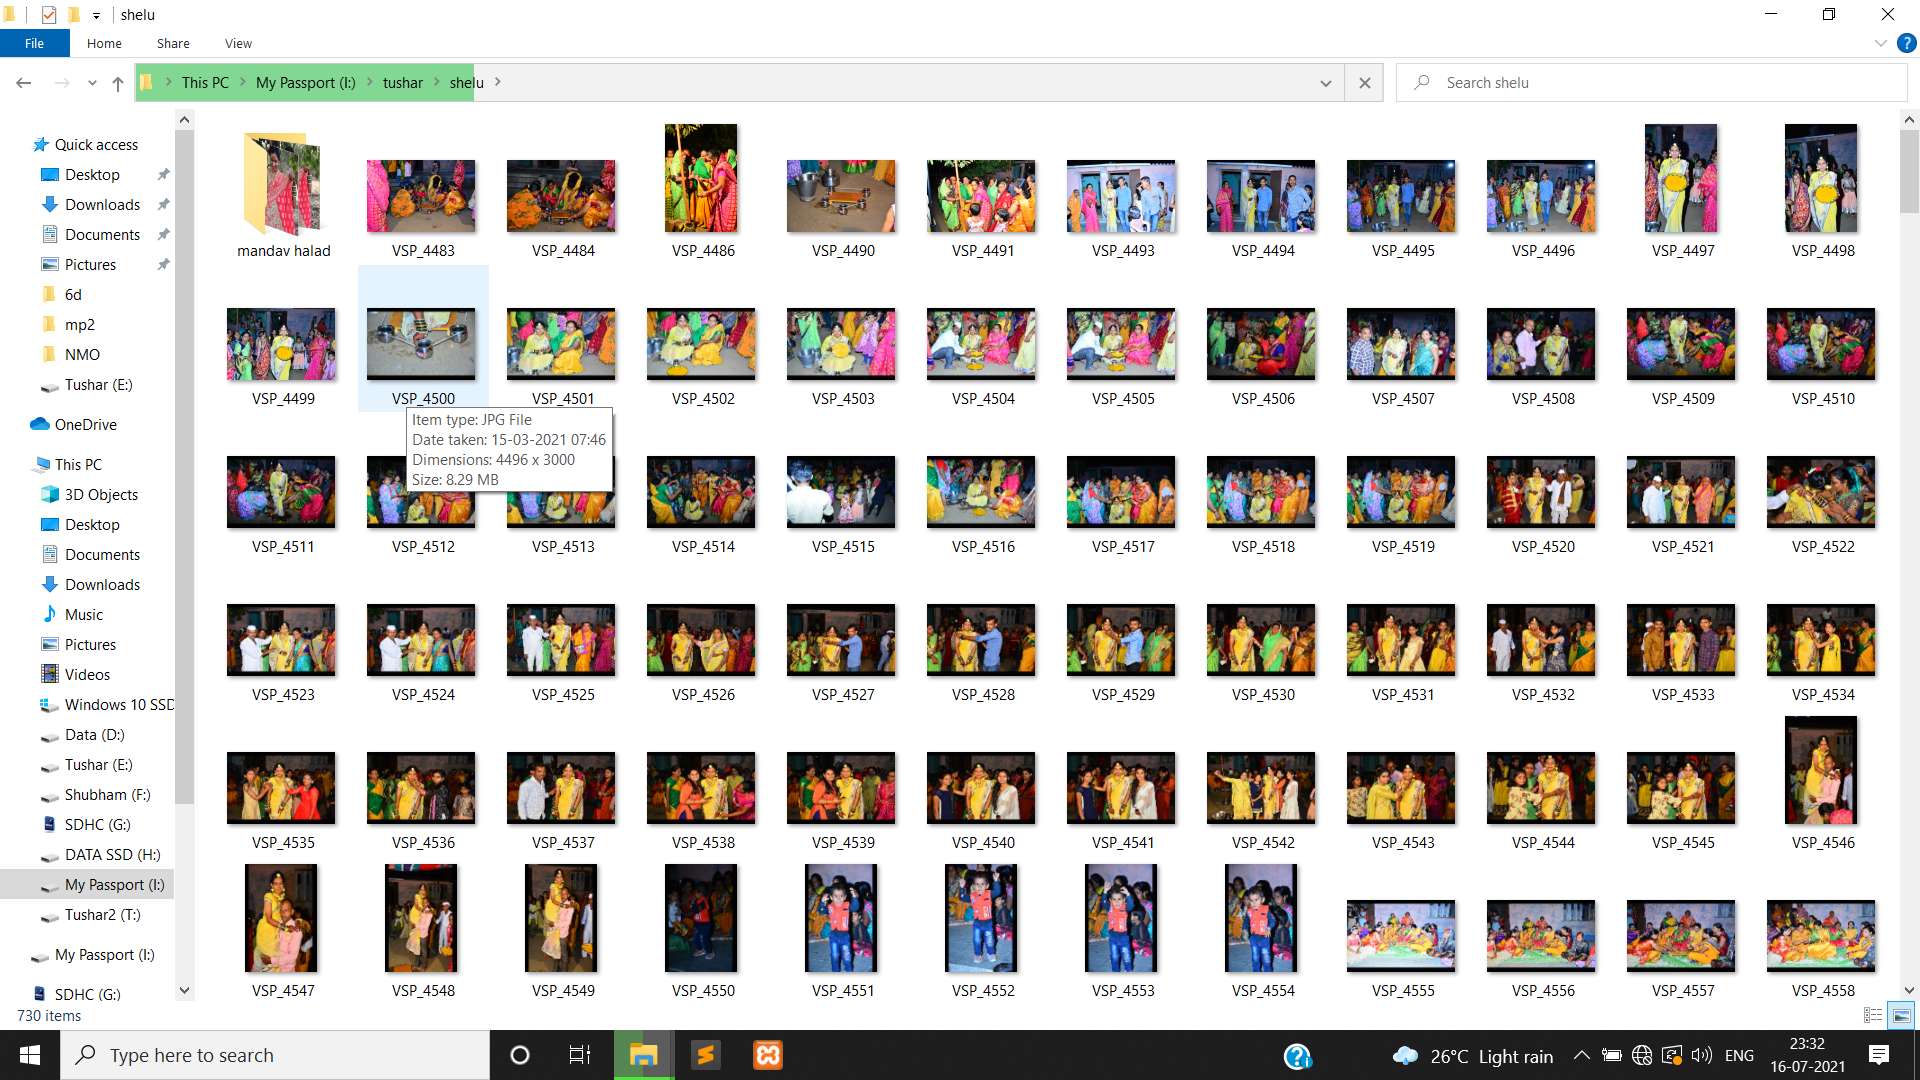 shelu
File Home Share View
This PC My Passport (I:) tushar shelu
Search shelu
Quick access
Desktop
Downloads
Documents
Pictures
6d
mp2
NMO
Tushar (E:)
OneDrive
This PC
3D Objects
Desktop
Documents
Downloads
Music
Pictures
Videos
Windows 10 SSD
Data (D:)
Tushar (E:)
Shubham (F:)
SDHC (G:)
DATA SSD (H:)
My Passport (I:)
Tushar2 (T:)
My Passport (I:)
SDHC (G:)
730 items
mandav halad VSP_4483 VSP_4484 VSP_4486 VSP_4490 VSP_4491 VSP_4493 VSP_4494 VSP_4495 VSP_4496 VSP_4497 VSP_4498
VSP_4499 VSP_4500 VSP_4501 VSP_4502 VSP_4503 VSP_4504 VSP_4505 VSP_4506 VSP_4507 VSP_4508 VSP_4509 VSP_4510
Item type: JPG File
Date taken: 15-03-2021 07:46
Dimensions: 4496 x 3000
Size: 8.29 MB
VSP_4511 VSP_4512 VSP_4513 VSP_4514 VSP_4515 VSP_4516 VSP_4517 VSP_4518 VSP_4519 VSP_4520 VSP_4521 VSP_4522
VSP_4523 VSP_4524 VSP_4525 VSP_4526 VSP_4527 VSP_4528 VSP_4529 VSP_4530 VSP_4531 VSP_4532 VSP_4533 VSP_4534
VSP_4535 VSP_4536 VSP_4537 VSP_4538 VSP_4539 VSP_4540 VSP_4541 VSP_4542 VSP_4543 VSP_4544 VSP_4545 VSP_4546
VSP_4547 VSP_4548 VSP_4549 VSP_4550 VSP_4551 VSP_4552 VSP_4553 VSP_4554 VSP_4555 VSP_4556 VSP_4557 VSP_4558
Type here to search
26°C Light rain
ENG
23:32
16-07-2021